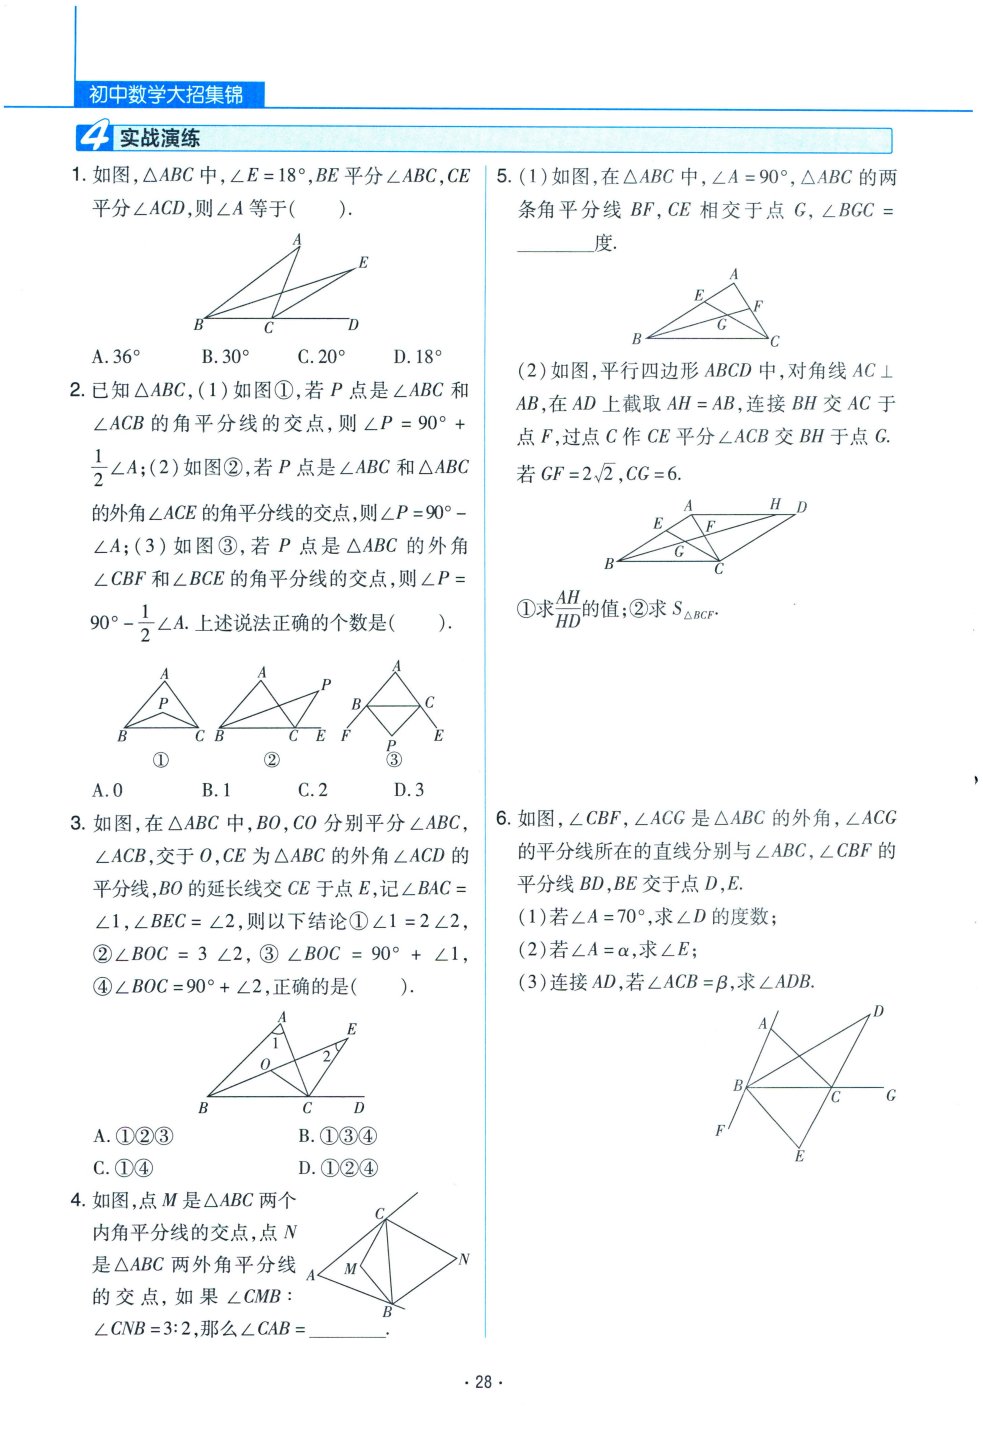 初中数学大招集锦
4 实战演练
1. 如图,△ABC 中,∠E=18°,BE 平分∠ABC,CE
平分∠ACD,则∠A 等于(  ).
A
E
B
C
D
A.36° B.30° C.20° D.18°
2. 已知△ABC,(1)如图①,若 P 点是∠ABC 和
∠ACB 的角平分线的交点,则∠P=90°+
1/2∠A;(2)如图②,若 P 点是∠ABC 和△ABC
的外角∠ACE 的角平分线的交点,则∠P=90°-
∠A;(3)如图③,若 P 点是△ABC 的外角
∠CBF 和∠BCE 的角平分线的交点,则∠P=
90°-1/2∠A. 上述说法正确的个数是(  ).
A
P
B C
①
A
P
B C E
②
A
B C
F P E
③
A.0 B.1 C.2 D.3
3. 如图,在△ABC 中,BO,CO 分别平分∠ABC,
∠ACB,交于 O,CE 为△ABC 的外角∠ACD 的
平分线,BO 的延长线交 CE 于点 E,记∠BAC=
∠1,∠BEC=∠2,则以下结论①∠1=2∠2,
②∠BOC=3∠2,③∠BOC=90°+∠1,
④∠BOC=90°+∠2,正确的是(  ).
A
E
1
2
O
B C D
A. ①②③ B. ①③④
C. ①④ D. ①②④
4. 如图,点 M 是△ABC 两个
内角平分线的交点,点 N
是△ABC 两外角平分线
的交点,如果∠CMB:
∠CNB=3:2,那么∠CAB=________.
C
N
M
A
B
5. (1)如图,在△ABC 中,∠A=90°,△ABC 的两
条角平分线 BF,CE 相交于点 G,∠BGC=
________度.
A
E
F
G
B C
(2)如图,平行四边形 ABCD 中,对角线 AC⊥
AB,在 AD 上截取 AH=AB,连接 BH 交 AC 于
点 F,过点 C 作 CE 平分∠ACB 交 BH 于点 G.
若 GF=2√2,CG=6.
A H D
E F
G
B C
①求AH/HD的值;②求 S△BCF.
6. 如图,∠CBF,∠ACG 是△ABC 的外角,∠ACG
的平分线所在的直线分别与∠ABC,∠CBF 的
平分线 BD,BE 交于点 D,E.
(1)若∠A=70°,求∠D 的度数;
(2)若∠A=α,求∠E;
(3)连接 AD,若∠ACB=β,求∠ADB.
D
A
B
C G
F
E
· 28 ·